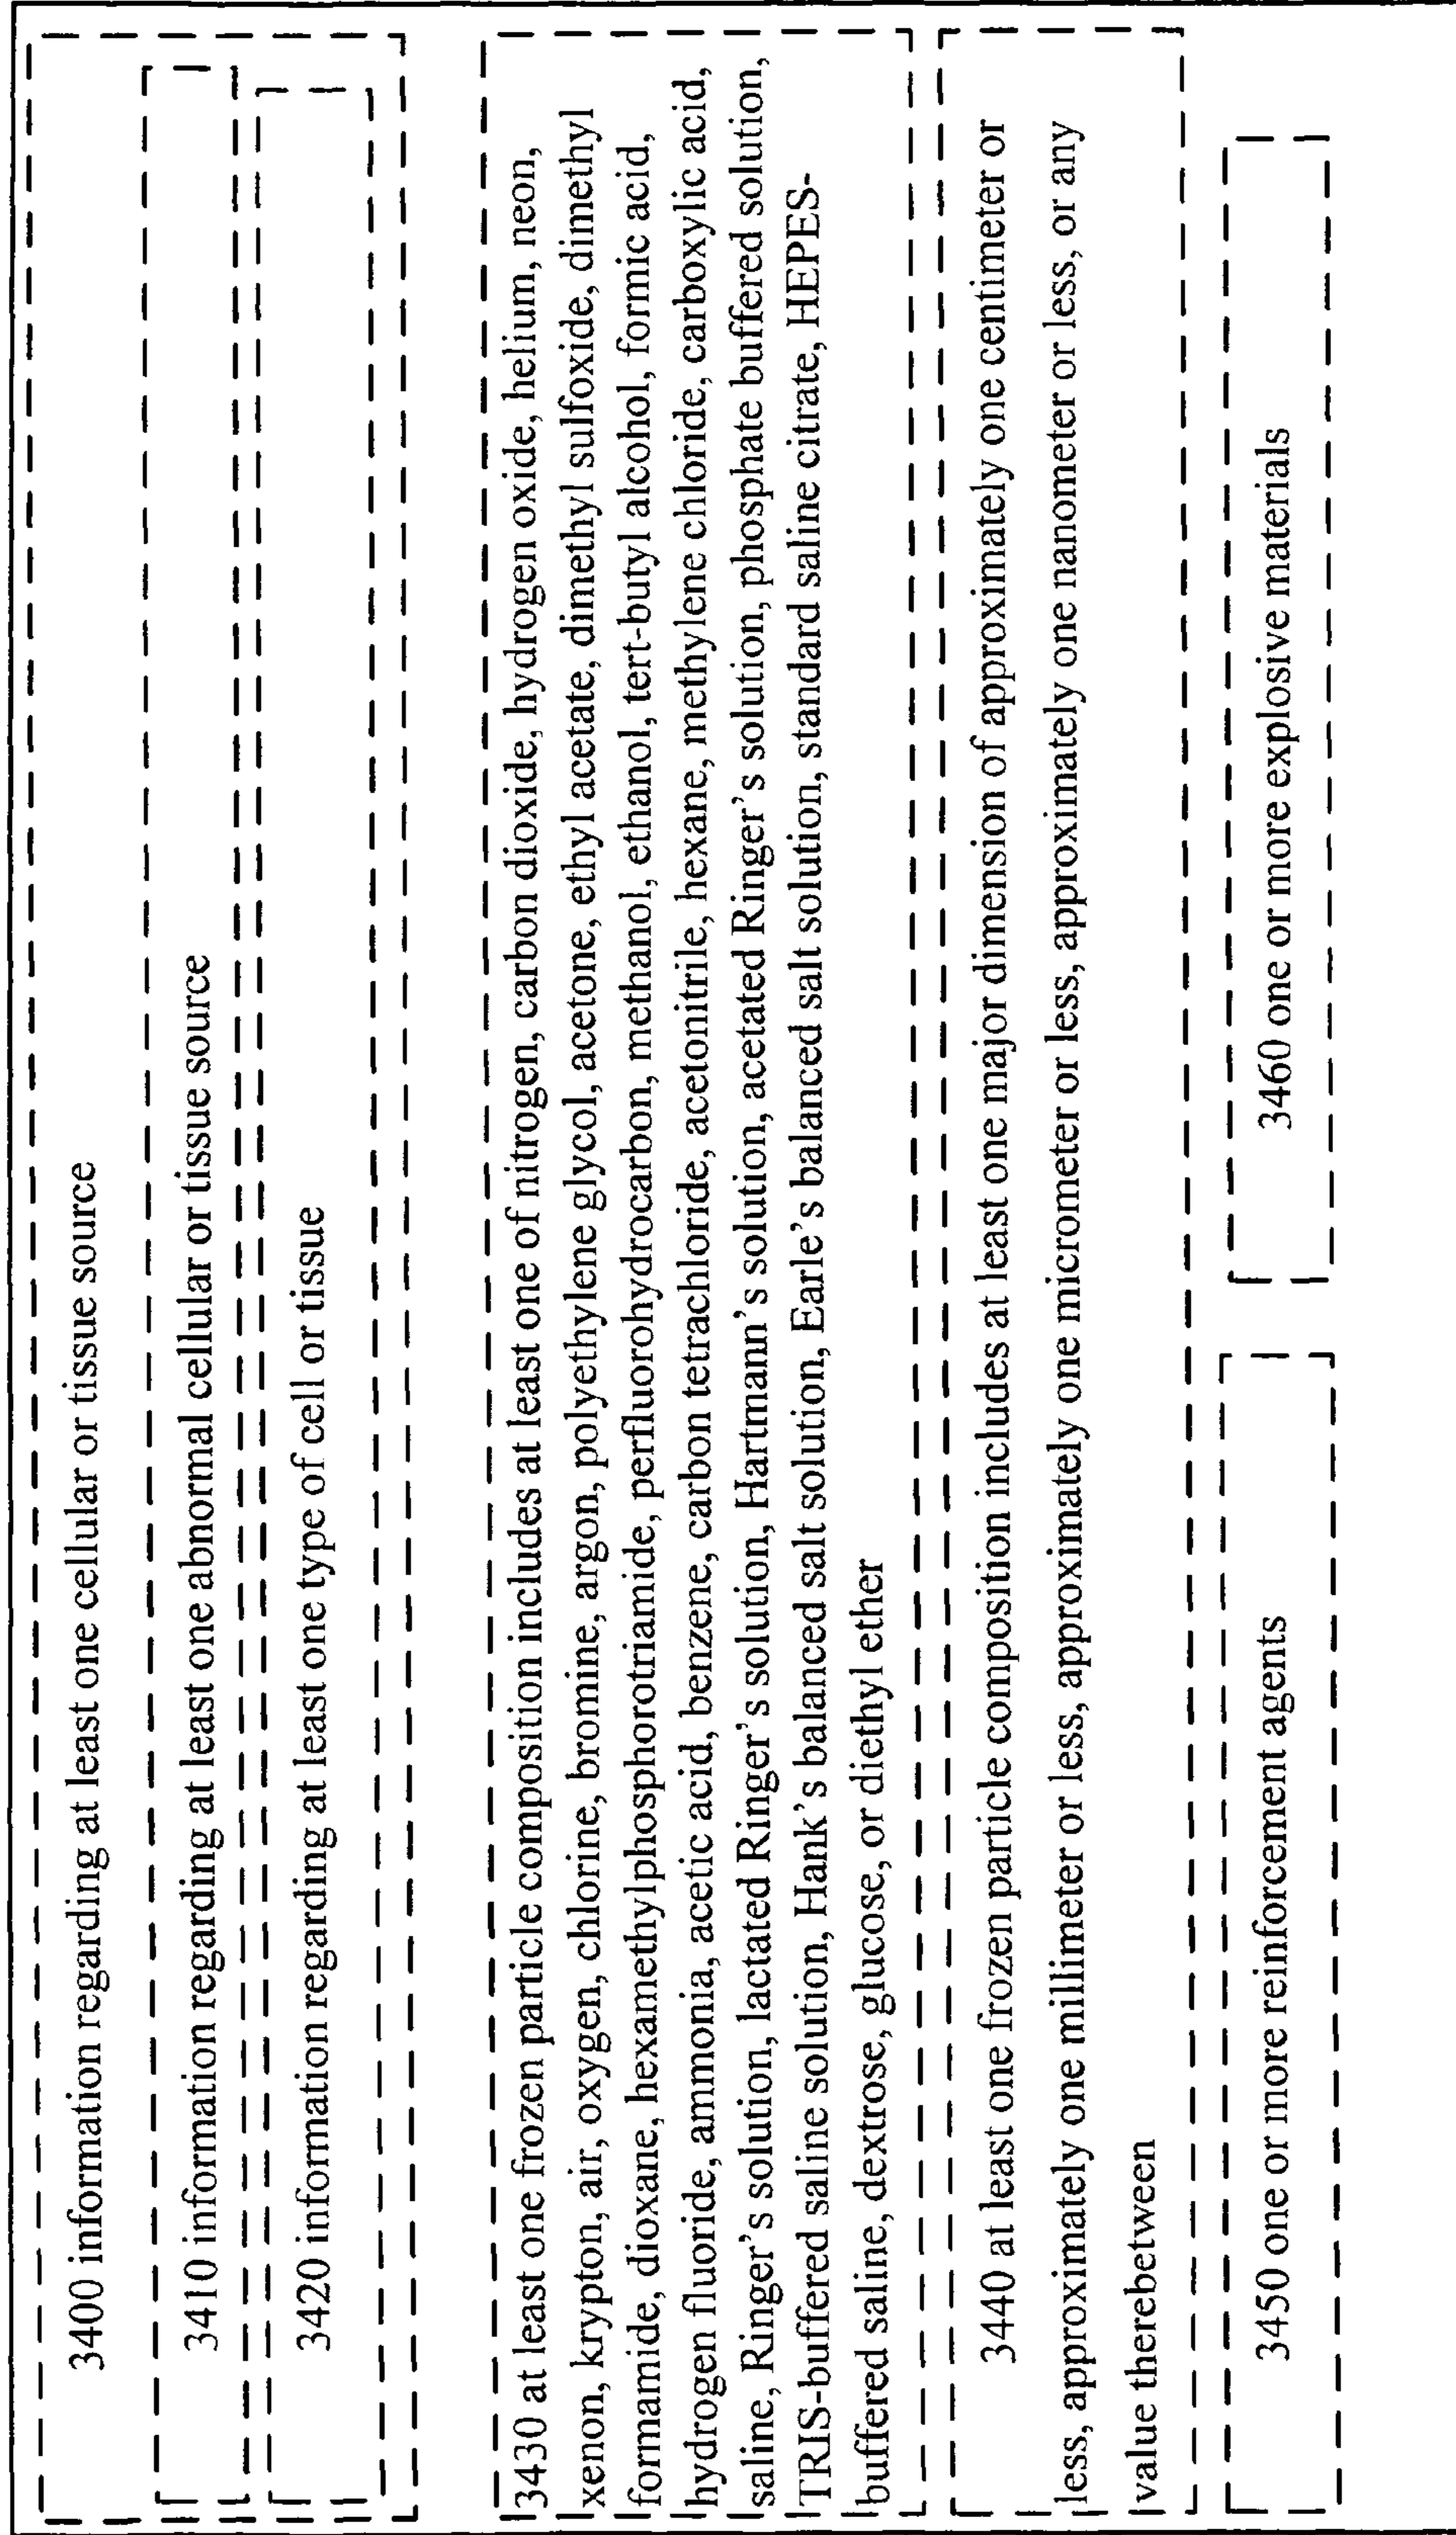 3400 information regarding at least one cellular or tissue source
3410 information regarding at least one abnormal cellular or tissue source
3420 information regarding at least one type of cell or tissue
3430 at least one frozen particle composition includes at least one of nitrogen, carbon dioxide, hydrogen oxide, helium, neon,
xenon, krypton, air, oxygen, chlorine, bromine, argon, polyethylene glycol, acetone, ethyl acetate, dimethyl sulfoxide, dimethyl
formamide, dioxane, hexamethylphosphorotriamide, perfluorohydrocarbon, methanol, ethanol, tert-butyl alcohol, formic acid,
hydrogen fluoride, ammonia, acetic acid, benzene, carbon tetrachloride, acetonitrile, hexane, methylene chloride, carboxylic acid,
saline, Ringer's solution, lactated Ringer's solution, Hartmann's solution, acetated Ringer's solution, phosphate buffered solution,
TRIS-buffered saline solution, Hank's balanced salt solution, Earle's balanced salt solution, standard saline citrate, HEPES-
buffered saline, dextrose, glucose, or diethyl ether
3440 at least one frozen particle composition includes at least one major dimension of approximately one centimeter or
less, approximately one millimeter or less, approximately one micrometer or less, approximately one nanometer or less, or any
value therebetween
3450 one or more reinforcement agents
3460 one or more explosive materials